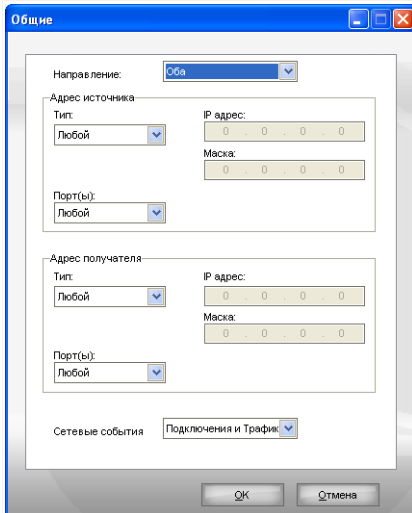 Общие
Направление: Оба
Адрес источника
Тип: IP адрес:
Любой 0 . 0 . 0 . 0
Маска:
0 . 0 . 0 . 0
Порт(ы):
Любой
Адрес получателя
Тип: IP адрес:
Любой 0 . 0 . 0 . 0
Маска:
0 . 0 . 0 . 0
Порт(ы):
Любой
Сетевые события Подключения и Трафик
OK Отмена